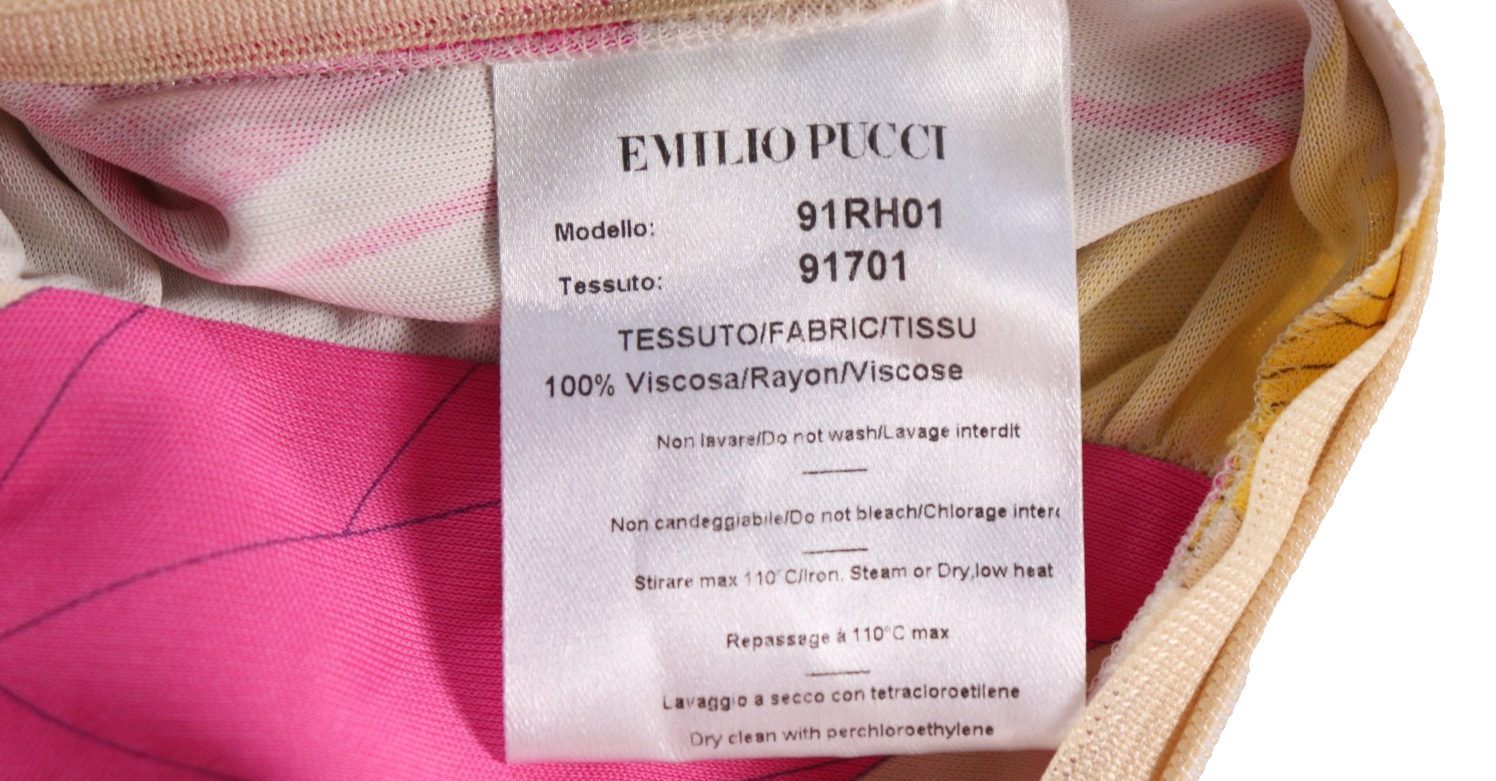 EMILIO PUCCI
Modello: 91RH01
Tessuto: 91701
TESSUTO/FABRIC/TISSU
100% Viscosa/Rayon/Viscose
Non lavare/Do not wash/Lavage interdit
Non candeggiabile/Do not bleach/Chlorage inter
Stirare max 110°C/Iron. Steam or Dry,low heat
Repassage à 110°C max
Lavaggio a secco con tetracloroetilene
Dry clean with perchloroethylene